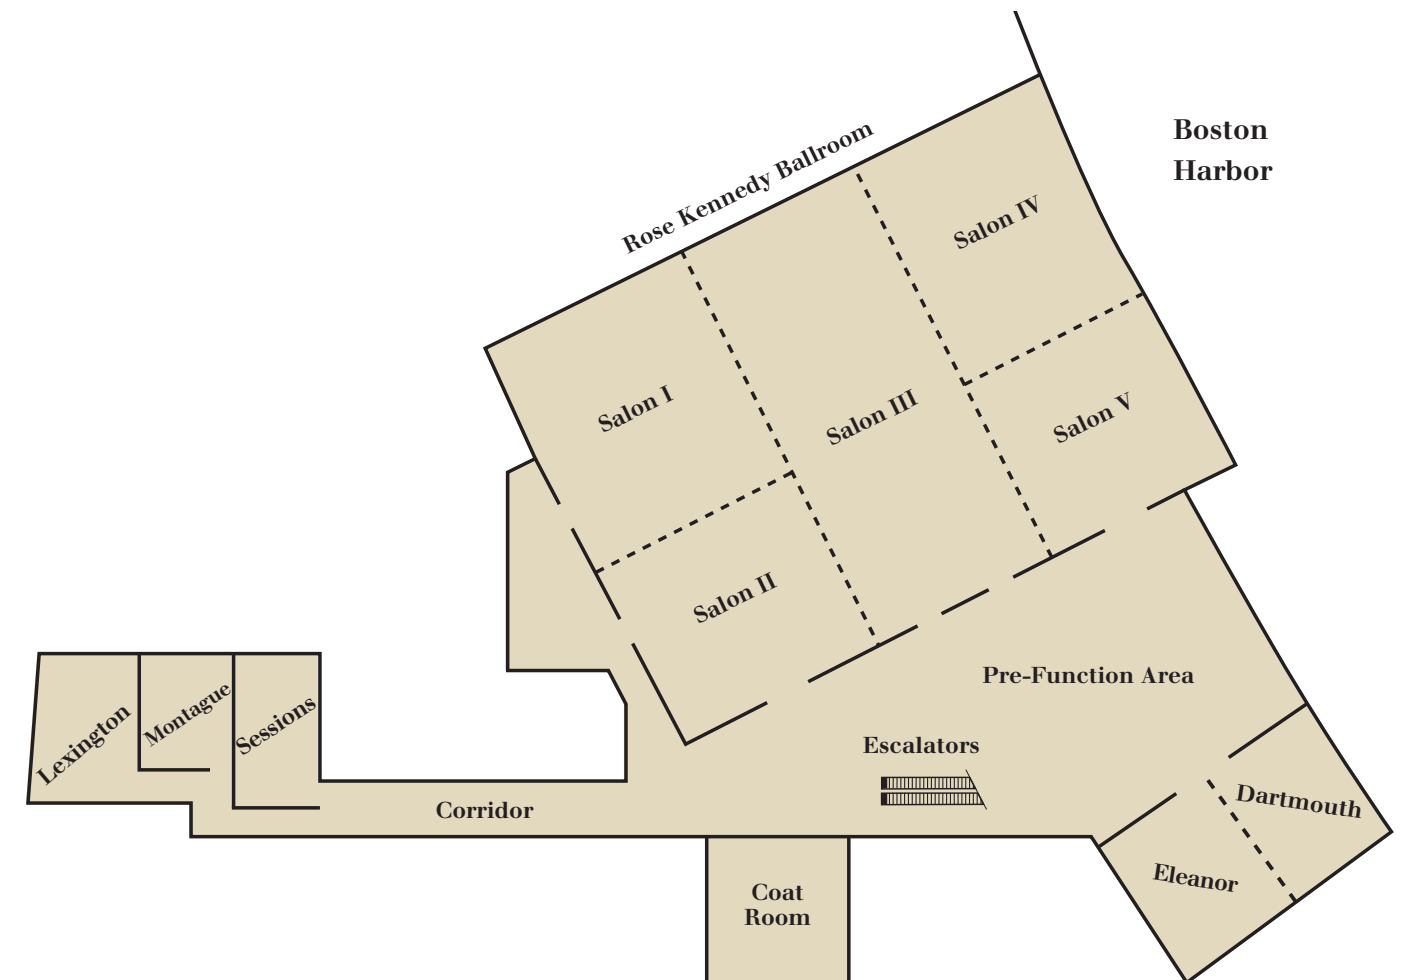 Boston
Harbor
Rose Kennedy Ballroom
Salon IV
Salon I
Salon III
Salon V
Salon II
Pre-Function Area
Lexington
Montague
Sessions
Escalators
Corridor
Dartmouth
Eleanor
Coat
Room